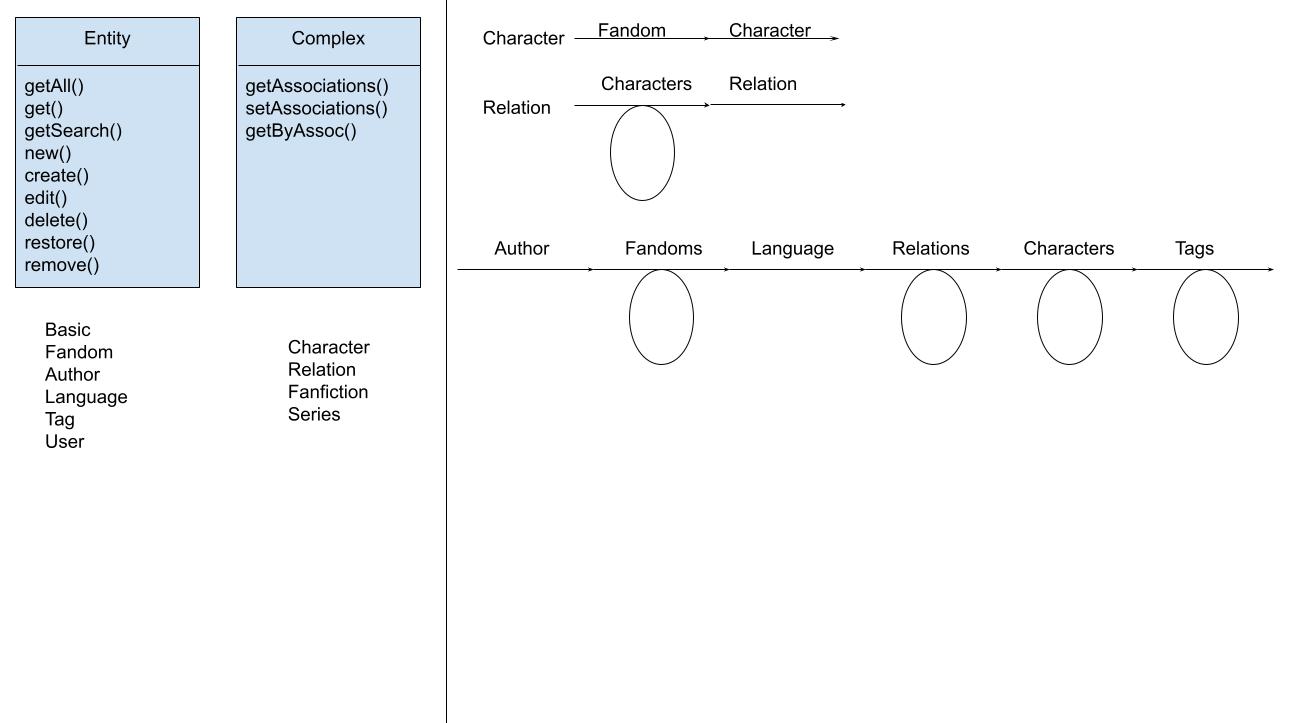 Entity
getAll()
get()
getSearch()
new()
create()
edit()
delete()
restore()
remove()
Basic
Fandom
Author
Language
Tag
User
Complex
getAssociations()
setAssociations()
getByAssoc()
Character
Relation
Fanfiction
Series
Character Fandom Character
Characters Relation
Relation
Author Fandoms Language Relations Characters Tags